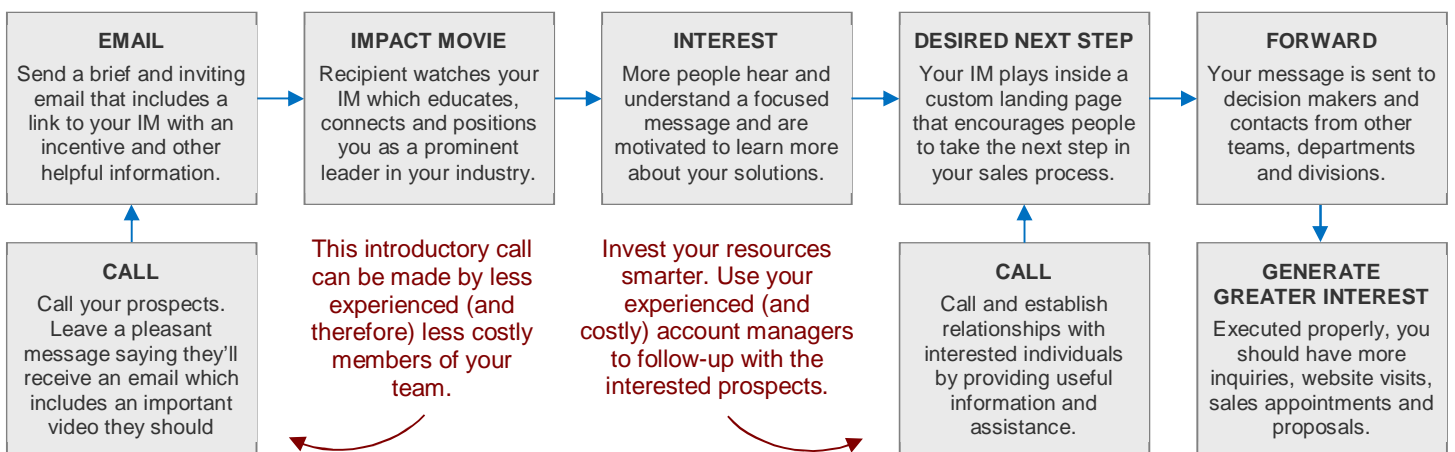 EMAIL
Send a brief and inviting
email that includes a
link to your IM with an
incentive and other
helpful information.
IMPACT MOVIE
Recipient watches your
IM which educates,
connects and positions
you as a prominent
leader in your industry.
INTEREST
More people hear and
understand a focused
message and are
motivated to learn more
about your solutions.
DESIRED NEXT STEP
Your IM plays inside a
custom landing page
that encourages people
to take the next step in
your sales process.
FORWARD
Your message is sent to
decision makers and
contacts from other
teams, departments
and divisions.
CALL
Call your prospects.
Leave a pleasant
message saying they’ll
receive an email which
includes an important
video they should
This introductory call
can be made by less
experienced (and
therefore) less costly
members of your
team.
Invest your resources
smarter. Use your
experienced (and
costly) account managers
to follow-up with the
interested prospects.
CALL
Call and establish
relationships with
interested individuals
by providing useful
information and
assistance.
GENERATE
GREATER INTEREST
Executed properly, you
should have more
inquiries, website visits,
sales appointments and
proposals.